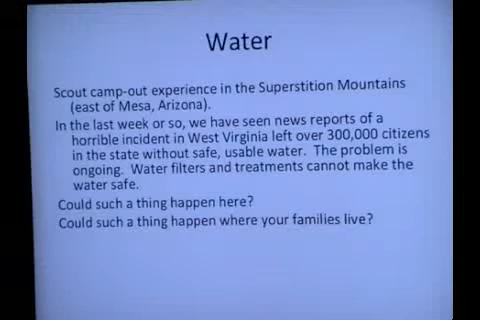 Water
Scout camp-out experience in the Superstition Mountains
(east of Mesa, Arizona).
In the last week or so, we have seen news reports of a
horrible incident in West Virginia left over 300,000 citizens
in the state without safe, usable water.  The problem is
ongoing.  Water filters and treatments cannot make the
water safe.
Could such a thing happen here?
Could such a thing happen where your families live?